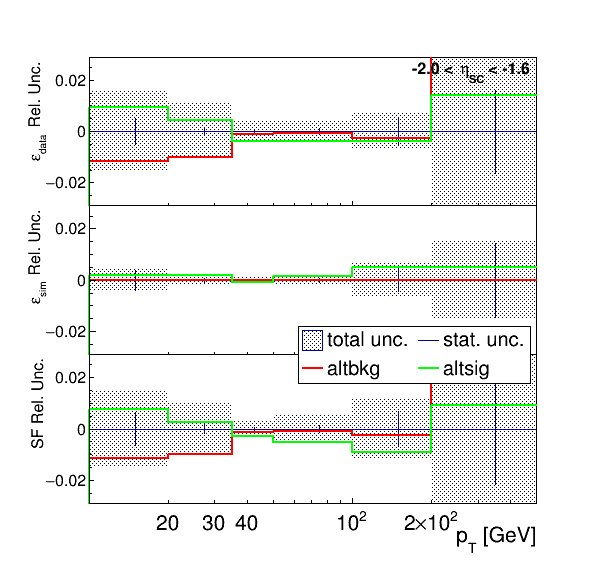 -2.0 < η_SC < -1.6
ε_data Rel. Unc.
0.02
0
−0.02
ε_sim Rel. Unc.
0.02
0
−0.02
total unc. stat. unc.
altbkg altsig
SF Rel. Unc.
0.02
0
−0.02
20 30 40 10² 2×10²
p_T [GeV]